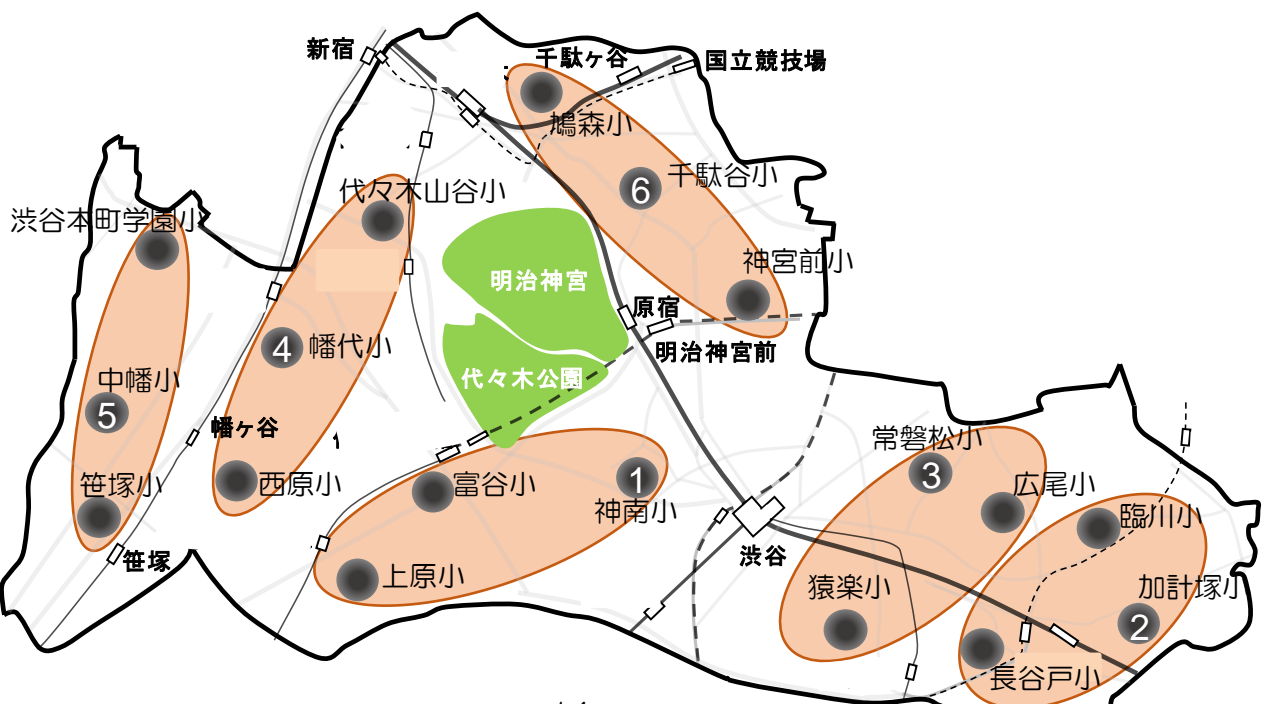 新宿
千駄ヶ谷
国立競技場
鳩森小
6
千駄谷小
代々木山谷小
渋谷本町学園小
神宮前小
明治神宮
原宿
明治神宮前
4
幡代小
代々木公園
中幡小
5
幡ヶ谷
常磐松小
3
笹塚小
西原小
富谷小
1
神南小
広尾小
臨川小
笹塚
渋谷
上原小
猿楽小
加計塚小
2
長谷戸小